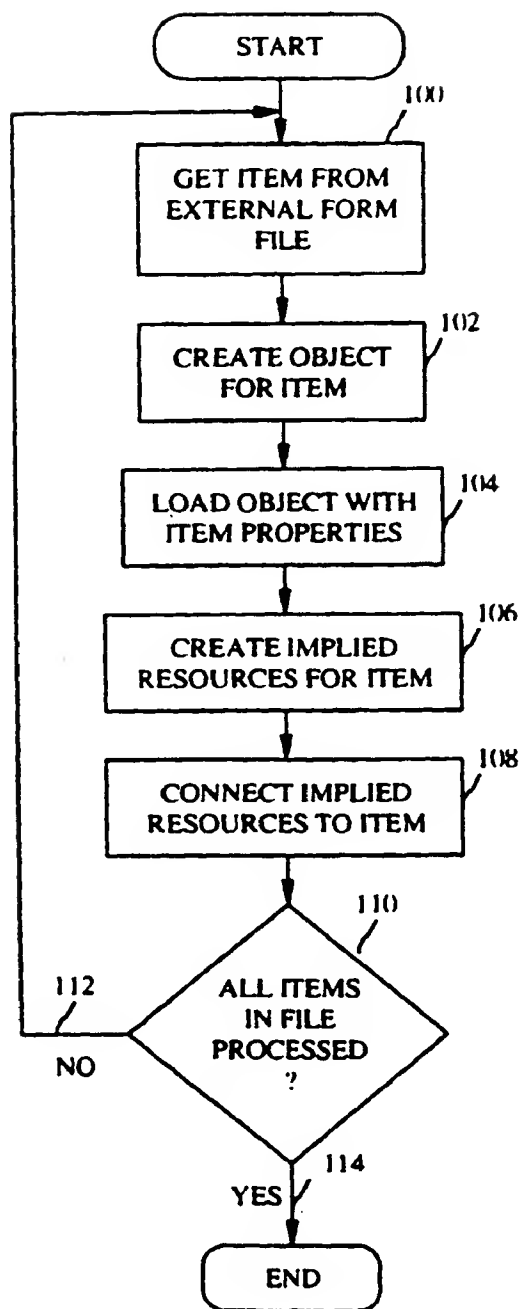 START
100
GET ITEM FROM
EXTERNAL FORM
FILE
102
CREATE OBJECT
FOR ITEM
104
LOAD OBJECT WITH
ITEM PROPERTIES
106
CREATE IMPLIED
RESOURCES FOR ITEM
108
CONNECT IMPLIED
RESOURCES TO ITEM
110
ALL ITEMS
IN FILE
PROCESSED
?
112
NO
114
YES
END